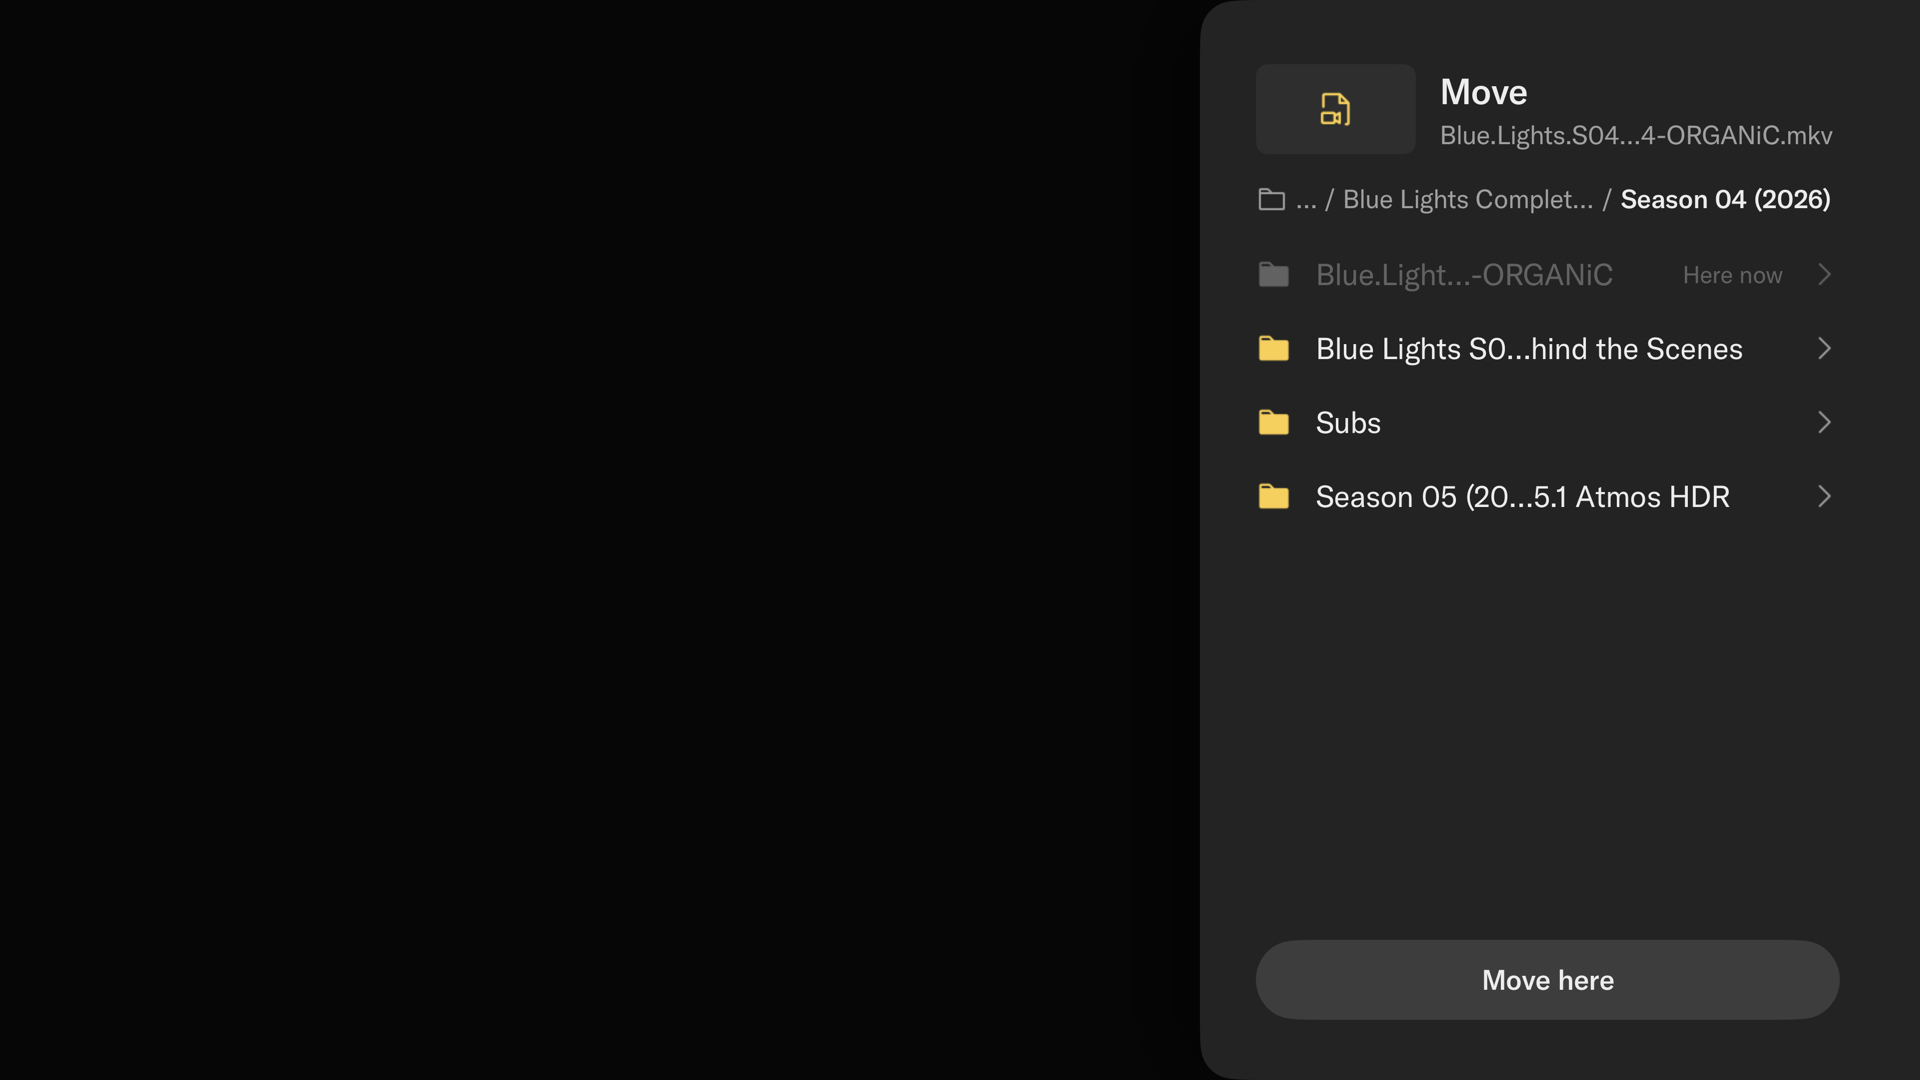 Move
Blue.Lights.S04...4-ORGANiC.mkv
... / Blue Lights Complet... / Season 04 (2026)
Blue.Light...-ORGANiC Here now
Blue Lights S0...hind the Scenes
Subs
Season 05 (20...5.1 Atmos HDR
Move here